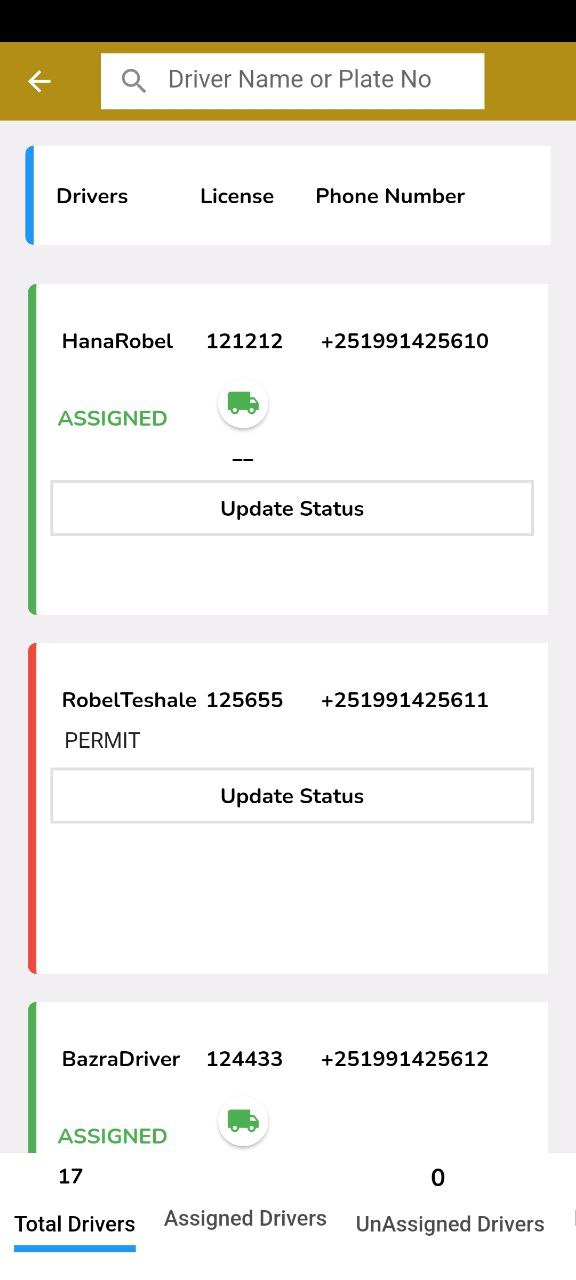 Driver Name or Plate No
Drivers License Phone Number
HanaRobel 121212 +251991425610
ASSIGNED
__
Update Status
RobelTeshale 125655 +251991425611
PERMIT
Update Status
BazraDriver 124433 +251991425612
ASSIGNED
17 0
Total Drivers Assigned Drivers UnAssigned Drivers